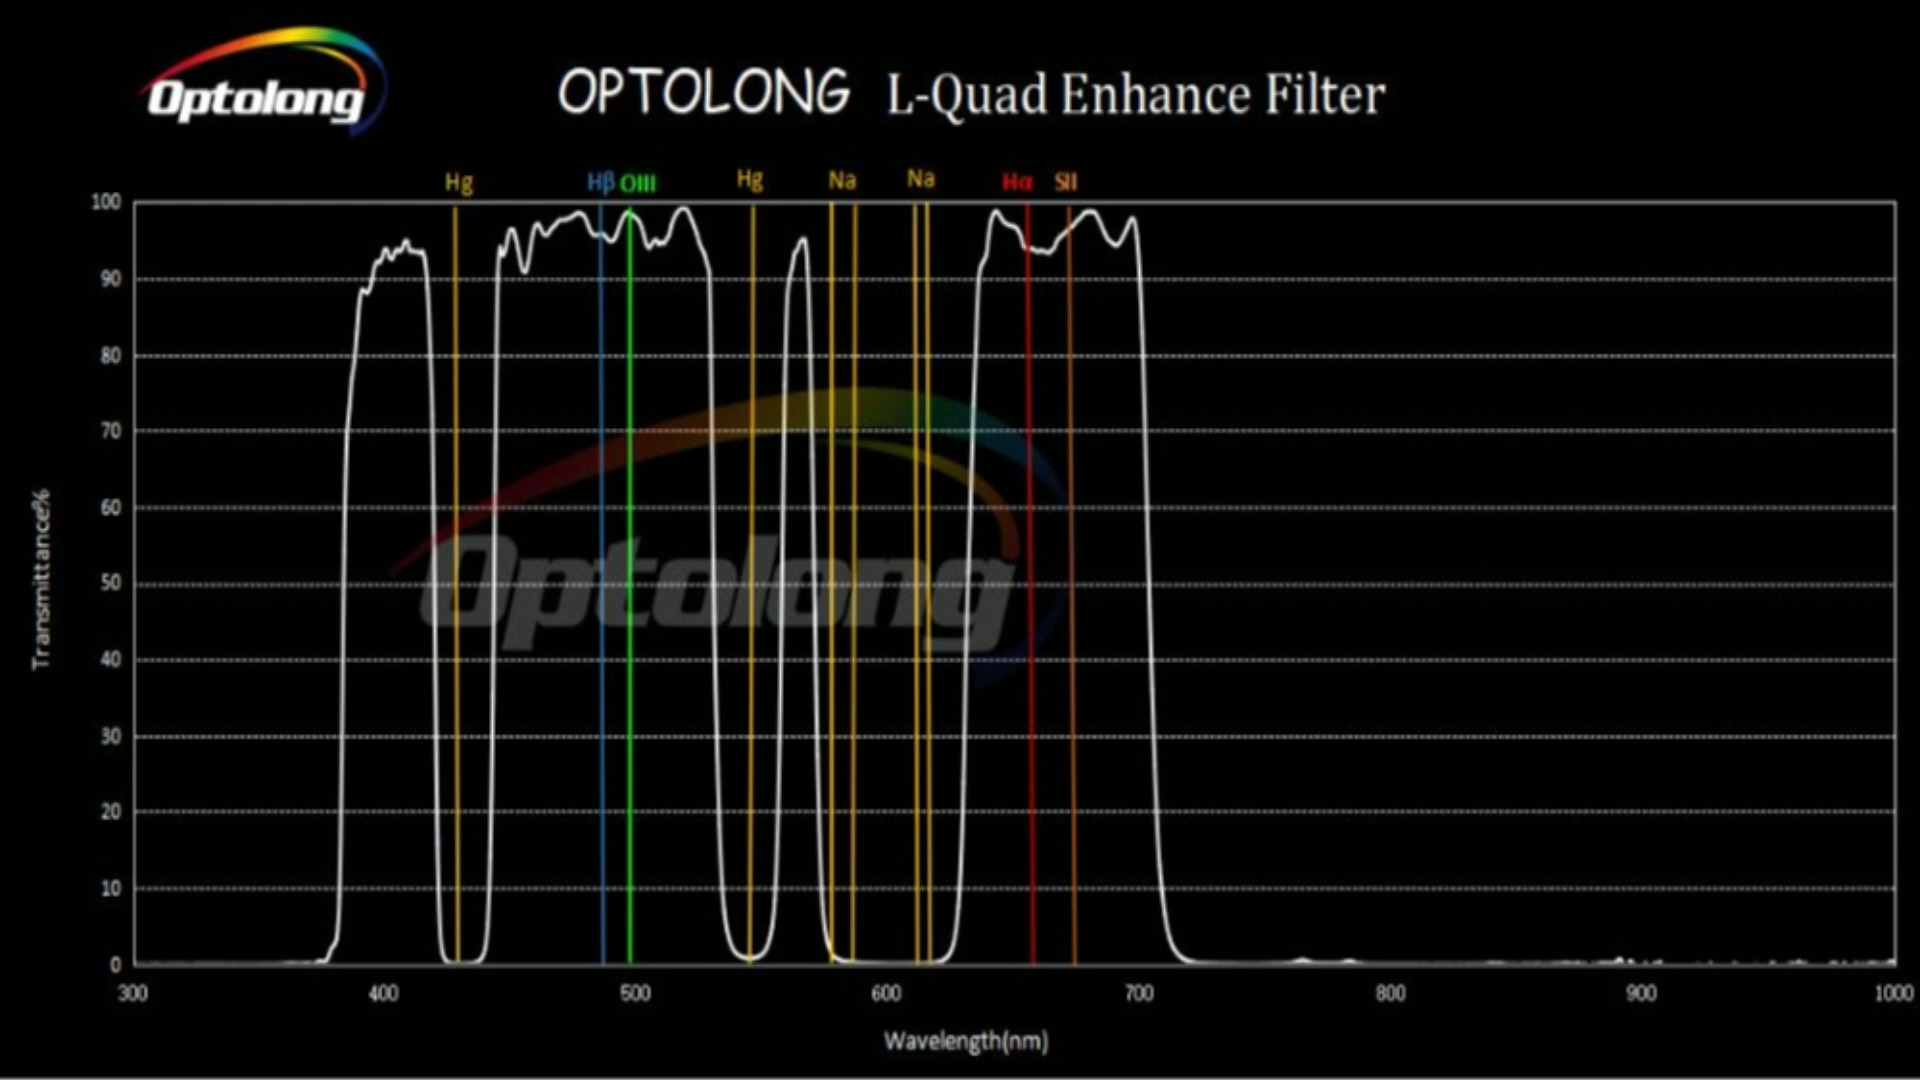 Optolong
OPTOLONG L-Quad Enhance Filter
Hg Hβ OIII Hg Na Na Hα SII
100
90
80
70
60
50
40
30
20
10
0
Transmittance%
Optolong
300 400 500 600 700 800 900 1000
Wavelength(nm)